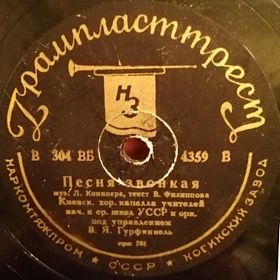 Грампласттрест
НЗ
В 304 ВБ 4359 В
Песня звонкая
муз. Л. Книппера, текст В. Филиппова
Киевск. хор. капелла учителей
нач. и ср. школ УССР и орк.
под управлением
В. Я. Гурфинкель
НАРКОМТЯЖПРОМ ★ СССР ★ НОГИНСКИЙ ЗАВОД